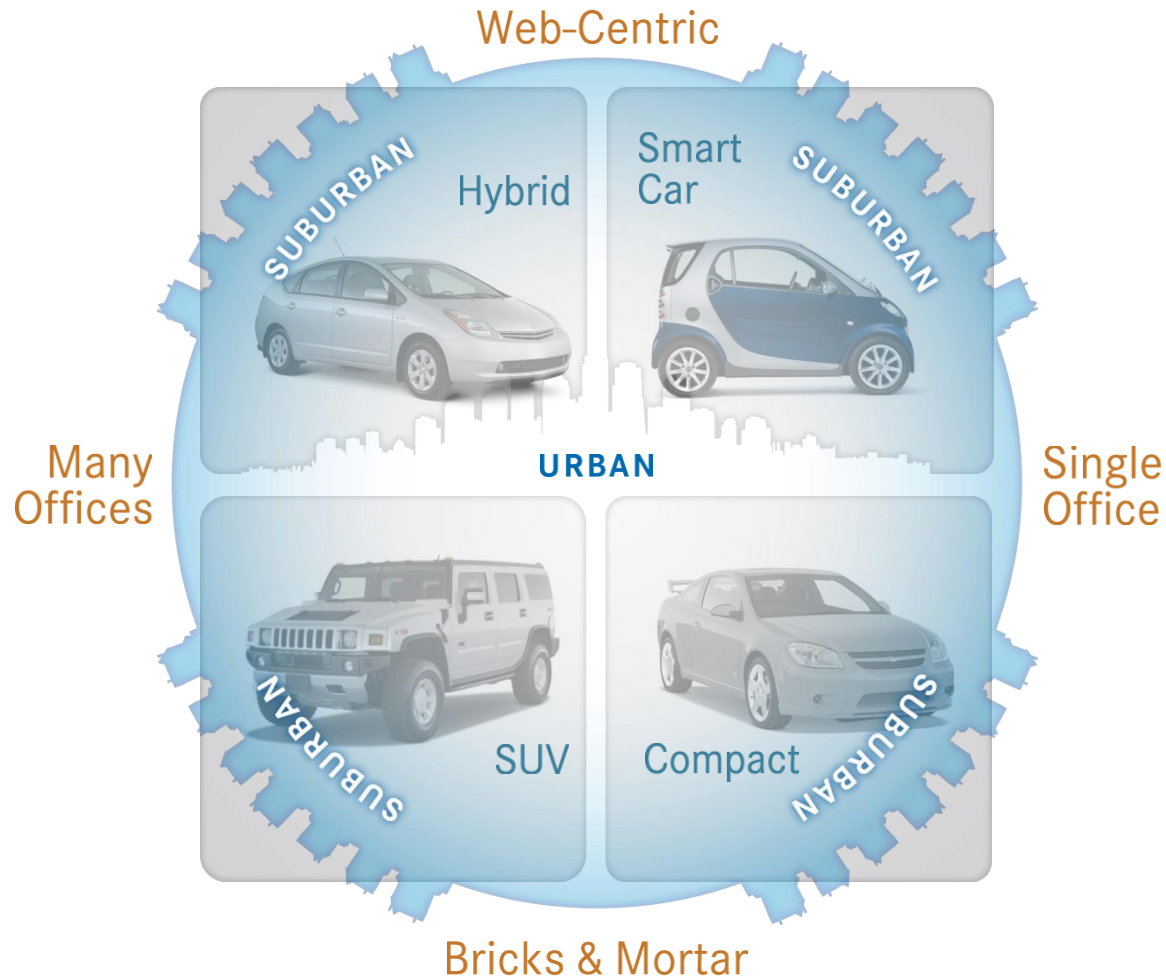 Web-Centric
SUBURBAN
Hybrid
Smart
Car
SUBURBAN
Many
Offices
URBAN
Single
Office
SUBURBAN
SUV
Compact
SUBURBAN
Bricks & Mortar